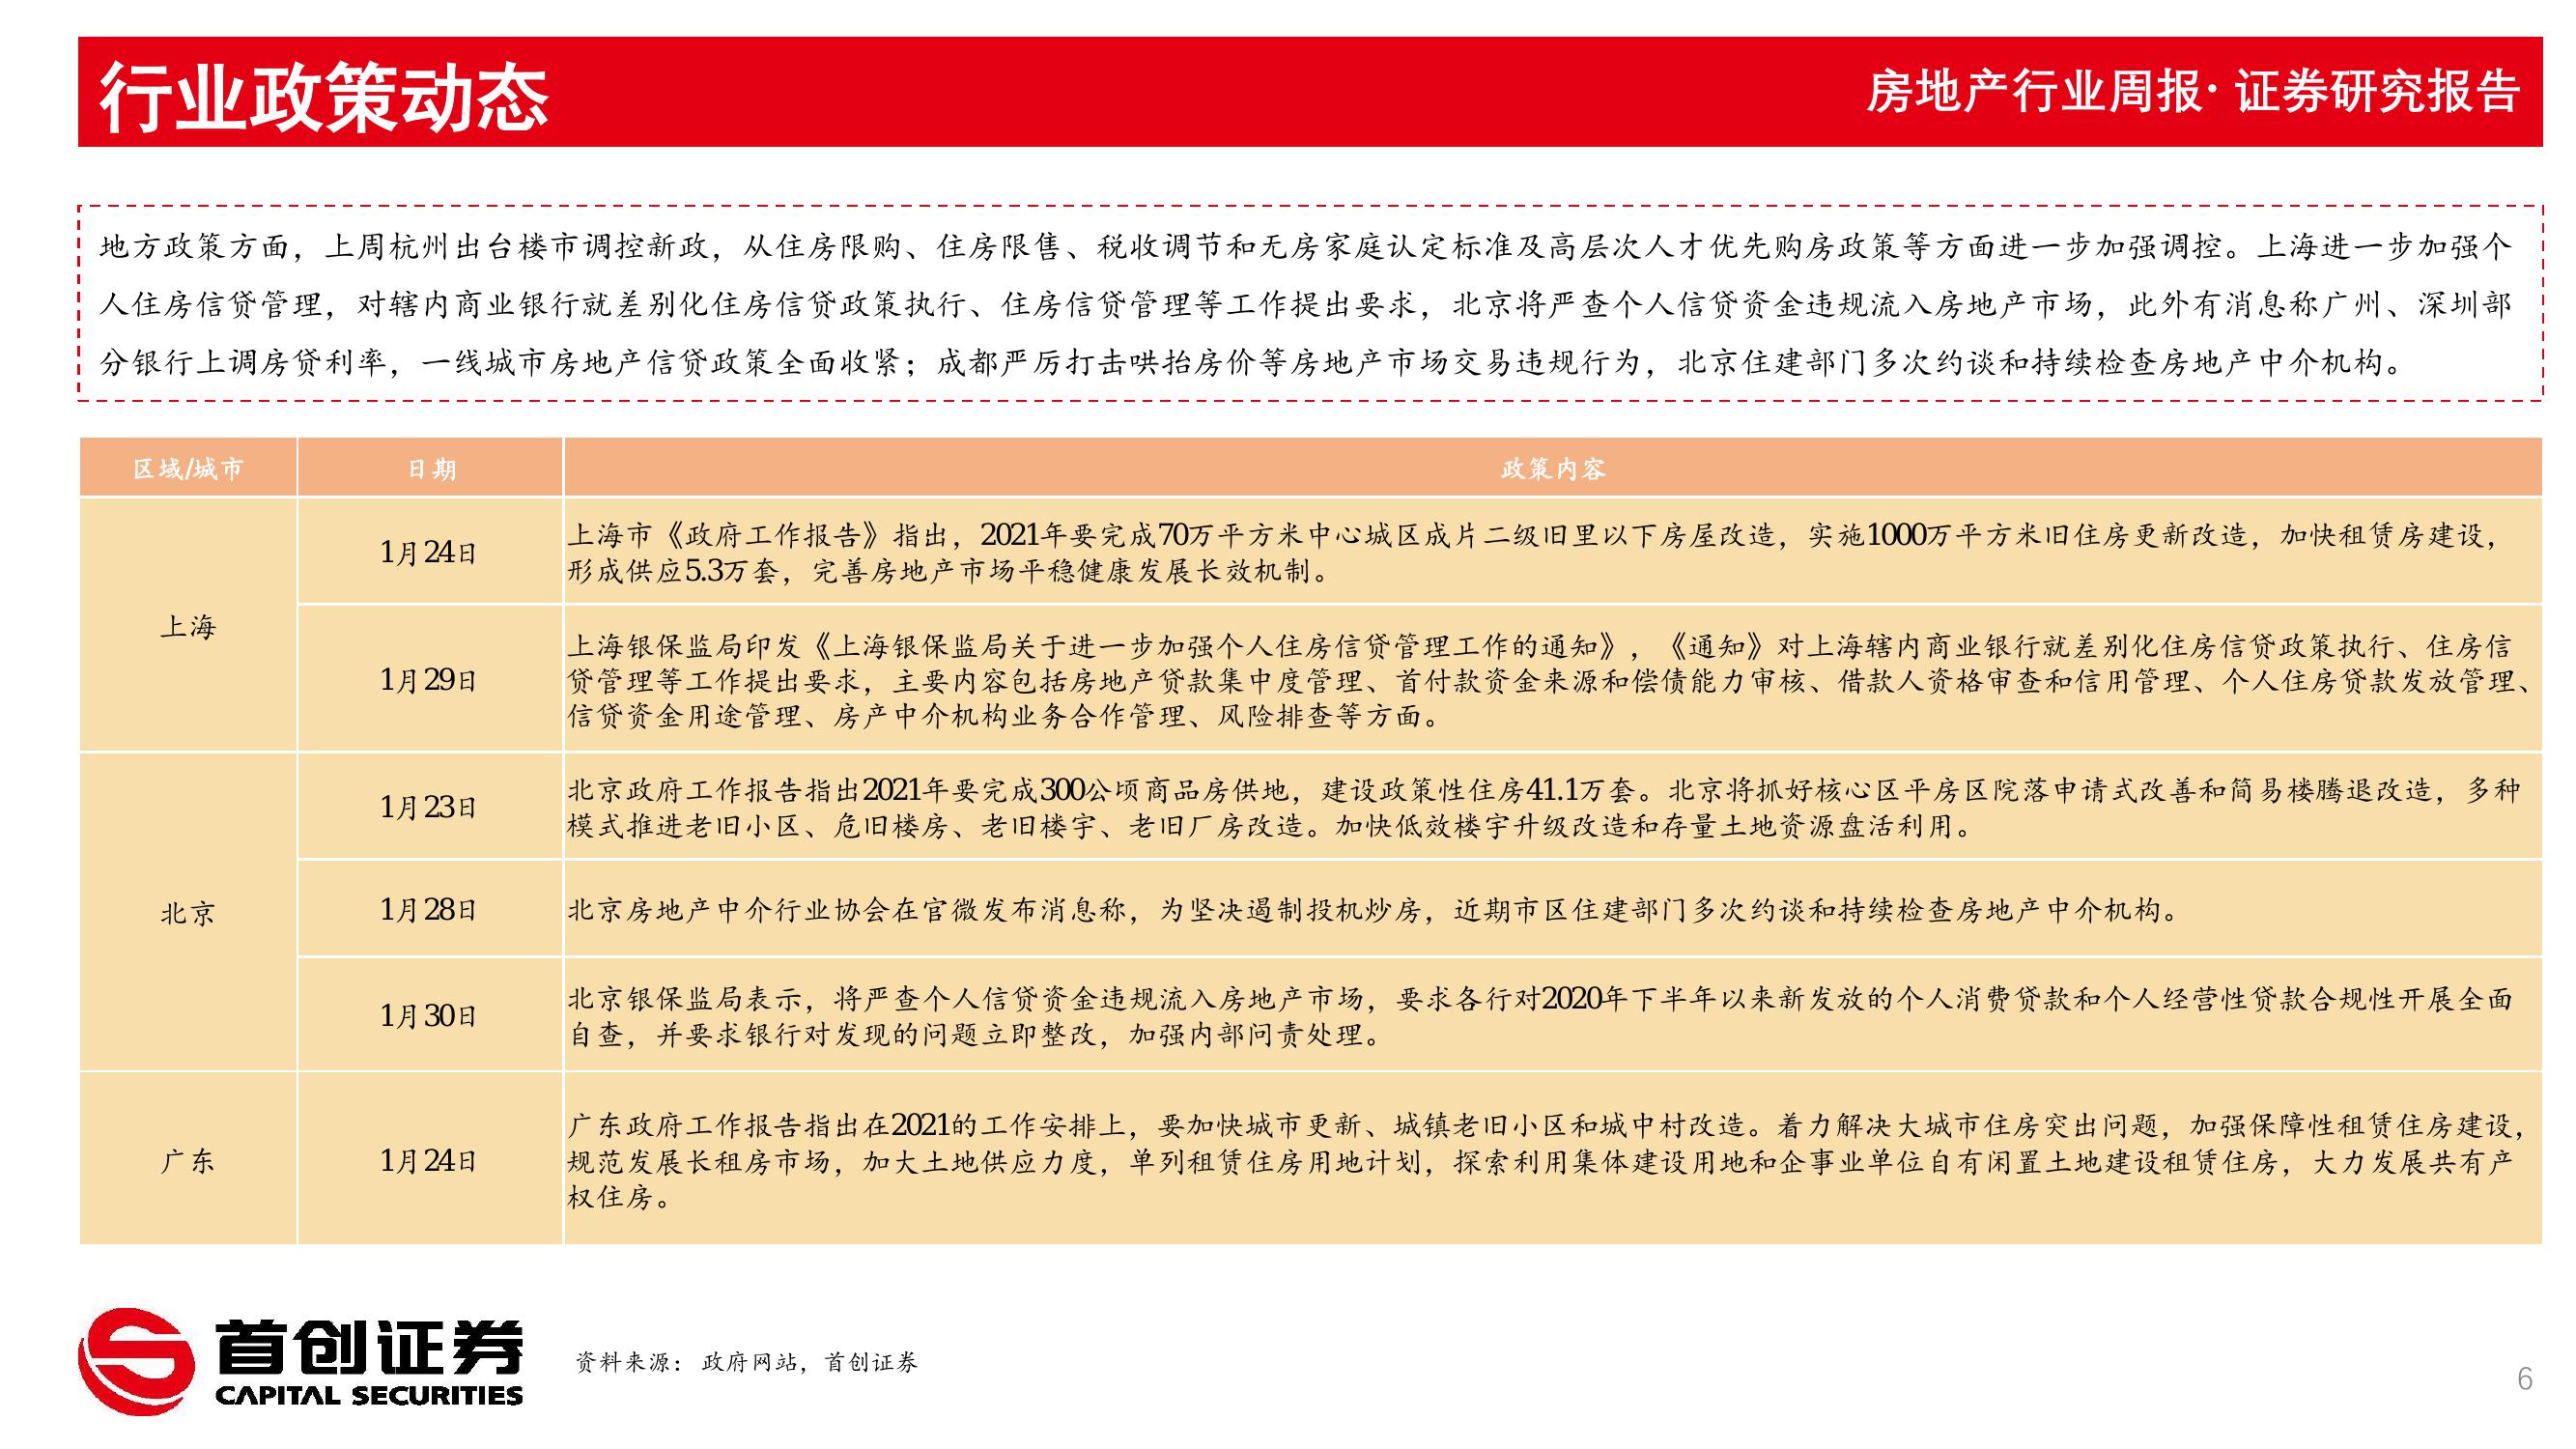 行业政策动态
房地产行业周报· 证券研究报告
地方政策方面，上周杭州出台楼市调控新政，从住房限购、住房限售、税收调节和无房家庭认定标准及高层次人才优先购房政策等方面进一步加强调控。上海进一步加强个
人住房信贷管理，对辖内商业银行就差别化住房信贷政策执行、住房信贷管理等工作提出要求，北京将严查个人信贷资金违规流入房地产市场，此外有消息称广州、深圳部
分银行上调房贷利率，一线城市房地产信贷政策全面收紧；成都严厉打击哄抬房价等房地产市场交易违规行为，北京住建部门多次约谈和持续检查房地产中介机构。
区域/城市 日期 政策内容
上海
1月24日
上海市《政府工作报告》指出，2021年要完成70万平方米中心城区成片二级旧里以下房屋改造，实施1000万平方米旧住房更新改造，加快租赁房建设，
形成供应5.3万套，完善房地产市场平稳健康发展长效机制。
1月29日
上海银保监局印发《上海银保监局关于进一步加强个人住房信贷管理工作的通知》，《通知》对上海辖内商业银行就差别化住房信贷政策执行、住房信
贷管理等工作提出要求，主要内容包括房地产贷款集中度管理、首付款资金来源和偿债能力审核、借款人资格审查和信用管理、个人住房贷款发放管理、
信贷资金用途管理、房产中介机构业务合作管理、风险排查等方面。
北京
1月23日
北京政府工作报告指出2021年要完成300公顷商品房供地，建设政策性住房41.1万套。北京将抓好核心区平房区院落申请式改善和简易楼腾退改造，多种
模式推进老旧小区、危旧楼房、老旧楼宇、老旧厂房改造。加快低效楼宇升级改造和存量土地资源盘活利用。
1月28日
北京房地产中介行业协会在官微发布消息称，为坚决遏制投机炒房，近期市区住建部门多次约谈和持续检查房地产中介机构。
1月30日
北京银保监局表示，将严查个人信贷资金违规流入房地产市场，要求各行对2020年下半年以来新发放的个人消费贷款和个人经营性贷款合规性开展全面
自查，并要求银行对发现的问题立即整改，加强内部问责处理。
广东
1月24日
广东政府工作报告指出在2021的工作安排上，要加快城市更新、城镇老旧小区和城中村改造。着力解决大城市住房突出问题，加强保障性租赁住房建设，
规范发展长租房市场，加大土地供应力度，单列租赁住房用地计划，探索利用集体建设用地和企事业单位自有闲置土地建设租赁住房，大力发展共有产
权住房。
首创证券
CAPITAL SECURITIES
资料来源：政府网站，首创证券
6